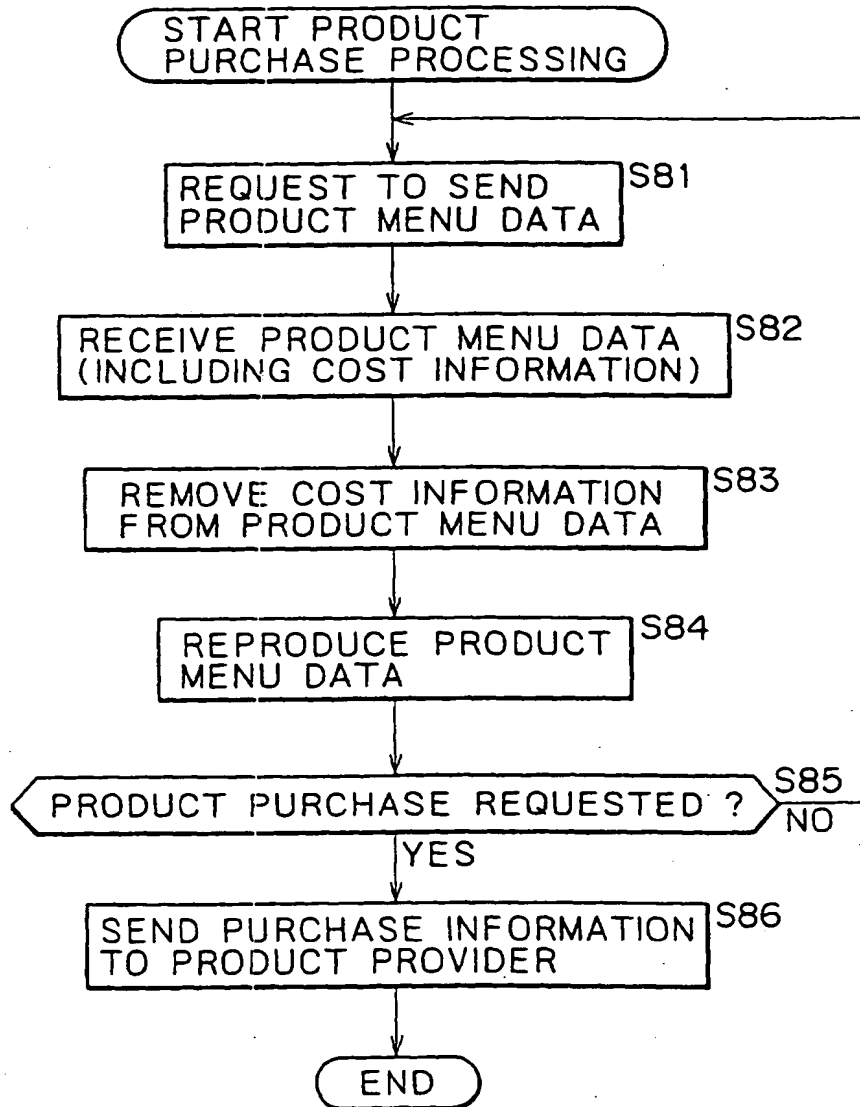 START PRODUCT
PURCHASE PROCESSING
REQUEST TO SEND
PRODUCT MENU DATA
S81
RECEIVE PRODUCT MENU DATA
(INCLUDING COST INFORMATION)
S82
REMOVE COST INFORMATION
FROM PRODUCT MENU DATA
S83
REPRODUCE PRODUCT
MENU DATA
S84
PRODUCT PURCHASE REQUESTED ?
S85
NO
YES
SEND PURCHASE INFORMATION
TO PRODUCT PROVIDER
S86
END